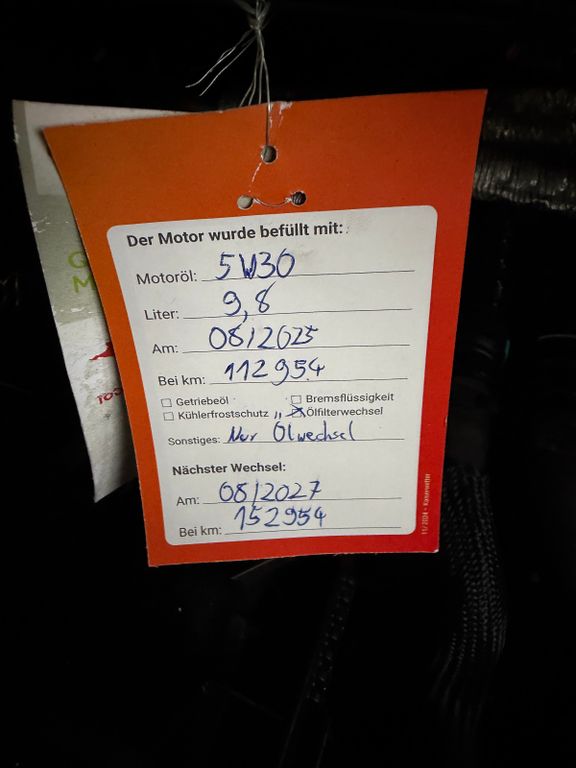 Der Motor wurde befüllt mit:
Motoröl: 5W30
Liter: 9,8
Am: 08/2025
Bei km: 112954
☐ Getriebeöl ☐ Bremsflüssigkeit
☐ Kühlerfrostschutz " ☒ Ölfilterwechsel
Sonstiges: Nur Ölwechsel
Nächster Wechsel:
Am: 08/2027
Bei km: 152954